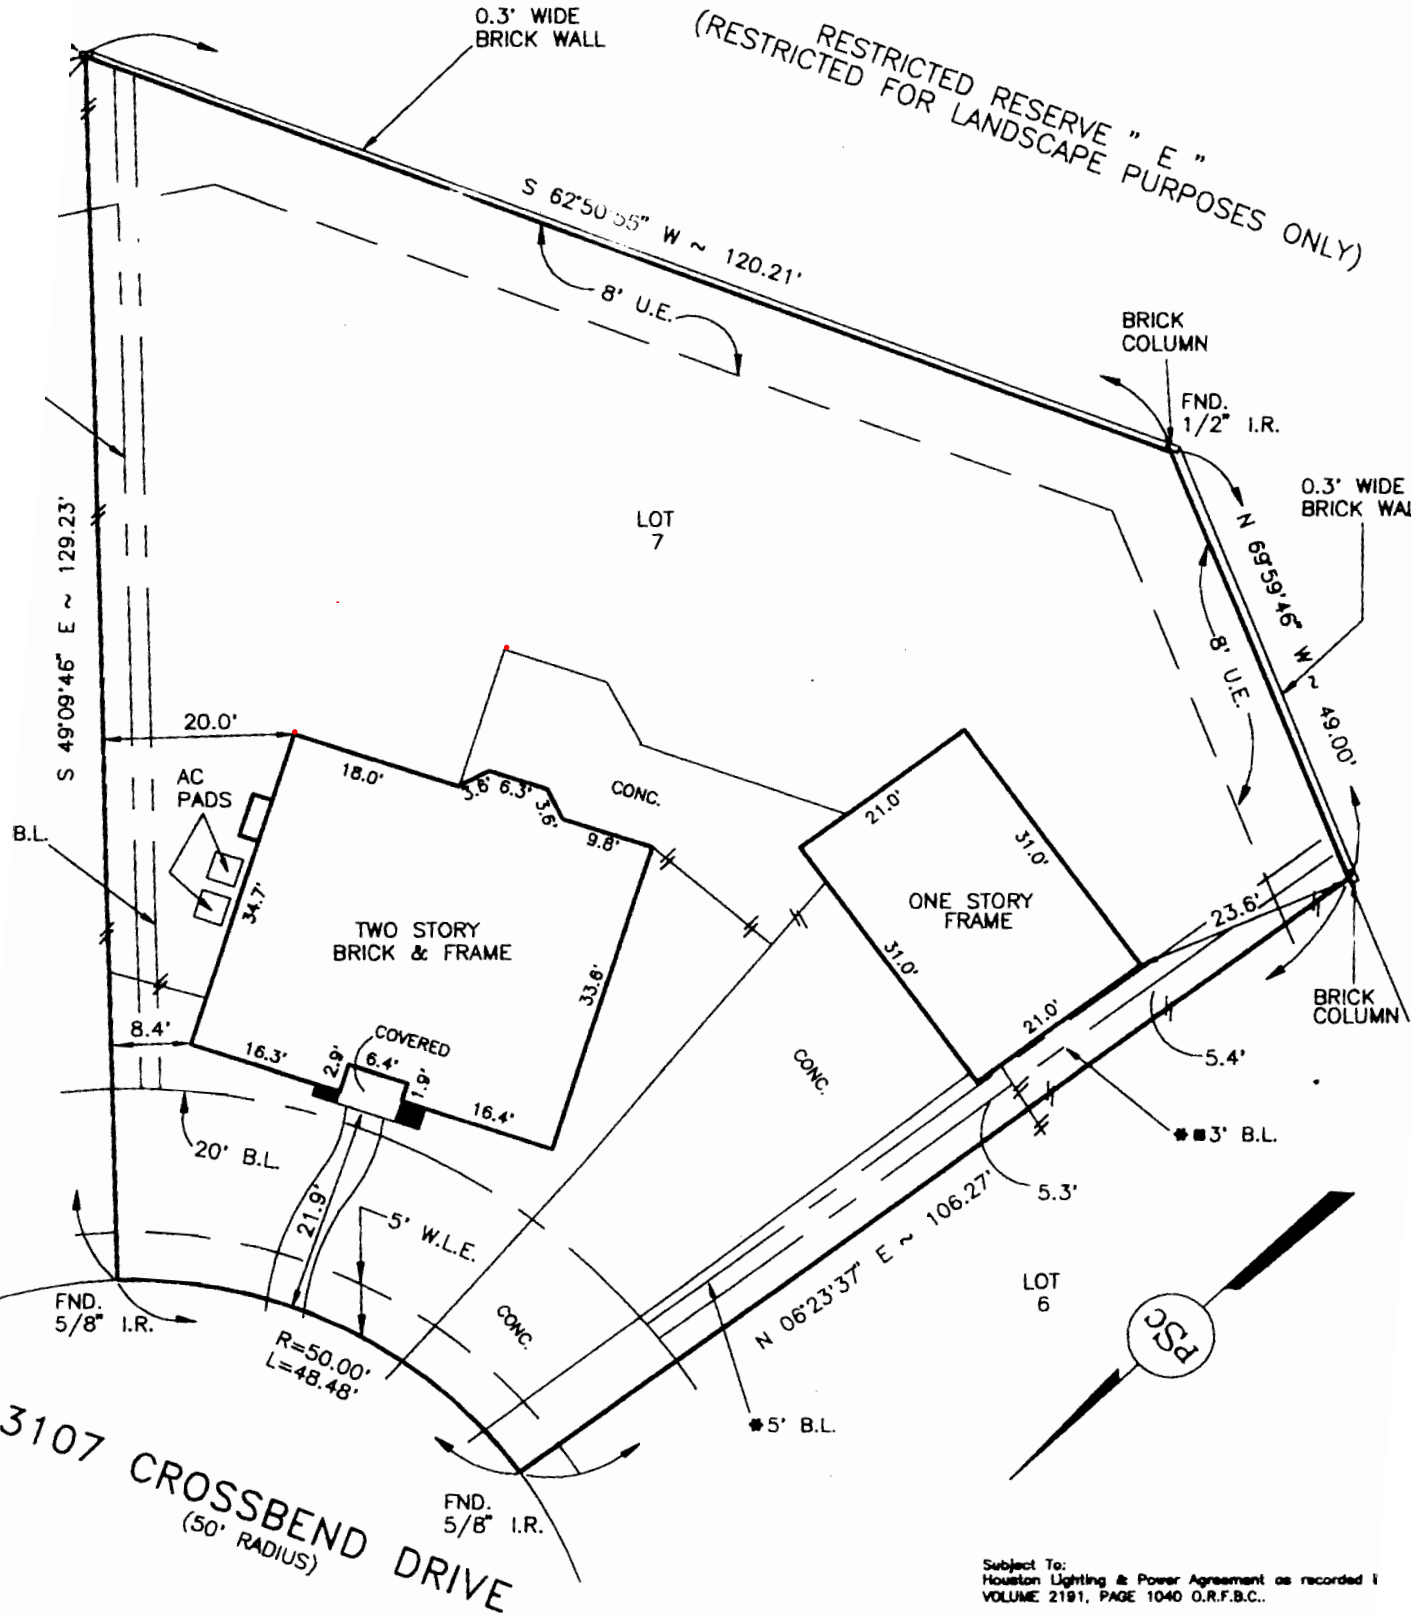 0.3' WIDE
BRICK WALL
RESTRICTED RESERVE " E "
(RESTRICTED FOR LANDSCAPE PURPOSES ONLY)
S 62°50'55" W ~ 120.21'
8' U.E.
BRICK
COLUMN
FND.
1/2" I.R.
0.3' WIDE
BRICK WAL
N 69°59'46" W ~ 49.00'
8' U.E.
LOT
7
S 49°09'46" E ~ 129.23'
20.0'
18.0'
3.6'
6.3'
3.6'
9.8'
CONC.
AC
PADS
B.L.
34.7'
TWO STORY
BRICK & FRAME
33.6'
21.0'
31.0'
ONE STORY
FRAME
31.0'
21.0'
23.6'
BRICK
COLUMN
8.4'
16.3'
2.9'
COVERED
6.4'
1.9'
16.4'
CONC.
5.4'
3' B.L.
5.3'
20' B.L.
21.9'
5' W.L.E.
N 06°23'37" E ~ 106.27'
LOT
6
PSC
FND.
5/8" I.R.
R=50.00'
L=48.48'
CONC.
5' B.L.
3107 CROSSBEND DRIVE
(50' RADIUS)
FND.
5/8" I.R.
Subject To:
Houston Lighting & Power Agreement as recorded
VOLUME 2191, PAGE 1040 O.R.F.B.C..